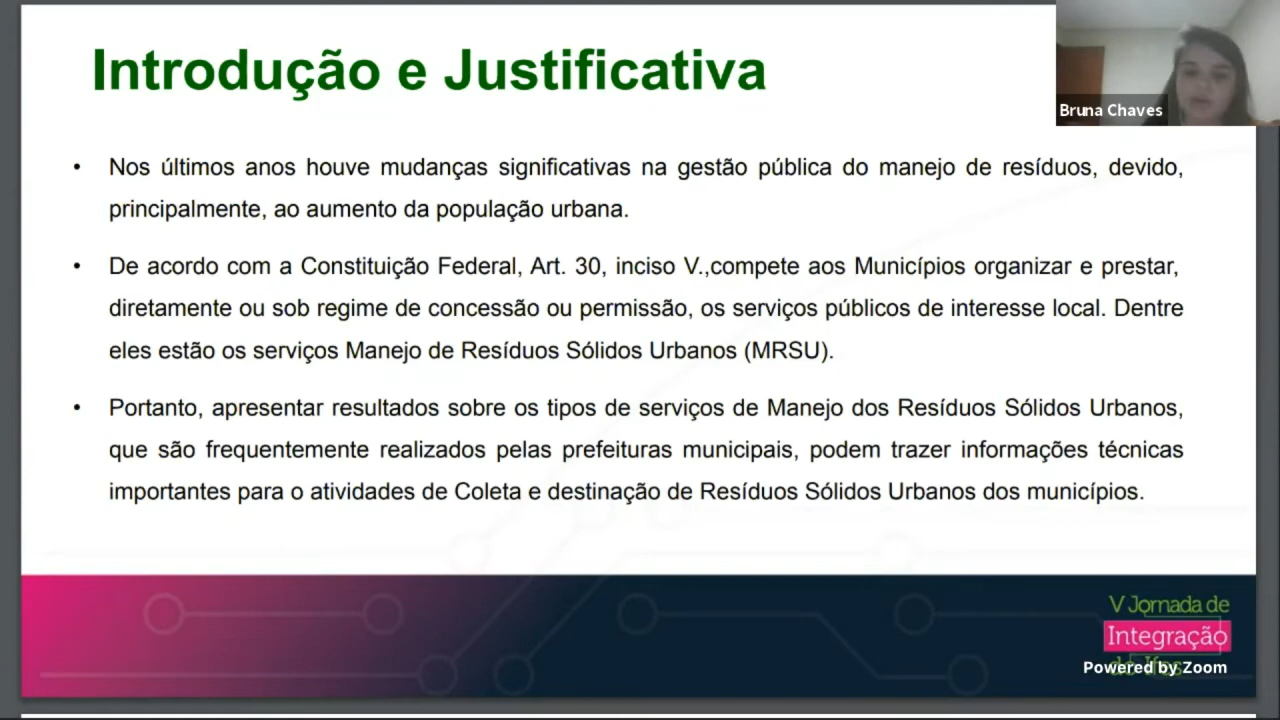 Introdução e Justificativa
Bruna Chaves
• Nos últimos anos houve mudanças significativas na gestão pública do manejo de resíduos, devido,
principalmente, ao aumento da população urbana.
• De acordo com a Constituição Federal, Art. 30, inciso V.,compete aos Municípios organizar e prestar,
diretamente ou sob regime de concessão ou permissão, os serviços públicos de interesse local. Dentre
eles estão os serviços Manejo de Resíduos Sólidos Urbanos (MRSU).
• Portanto, apresentar resultados sobre os tipos de serviços de Manejo dos Resíduos Sólidos Urbanos,
que são frequentemente realizados pelas prefeituras municipais, podem trazer informações técnicas
importantes para o atividades de Coleta e destinação de Resíduos Sólidos Urbanos dos municípios.
V Jornada de
Integração
Powered by Zoom